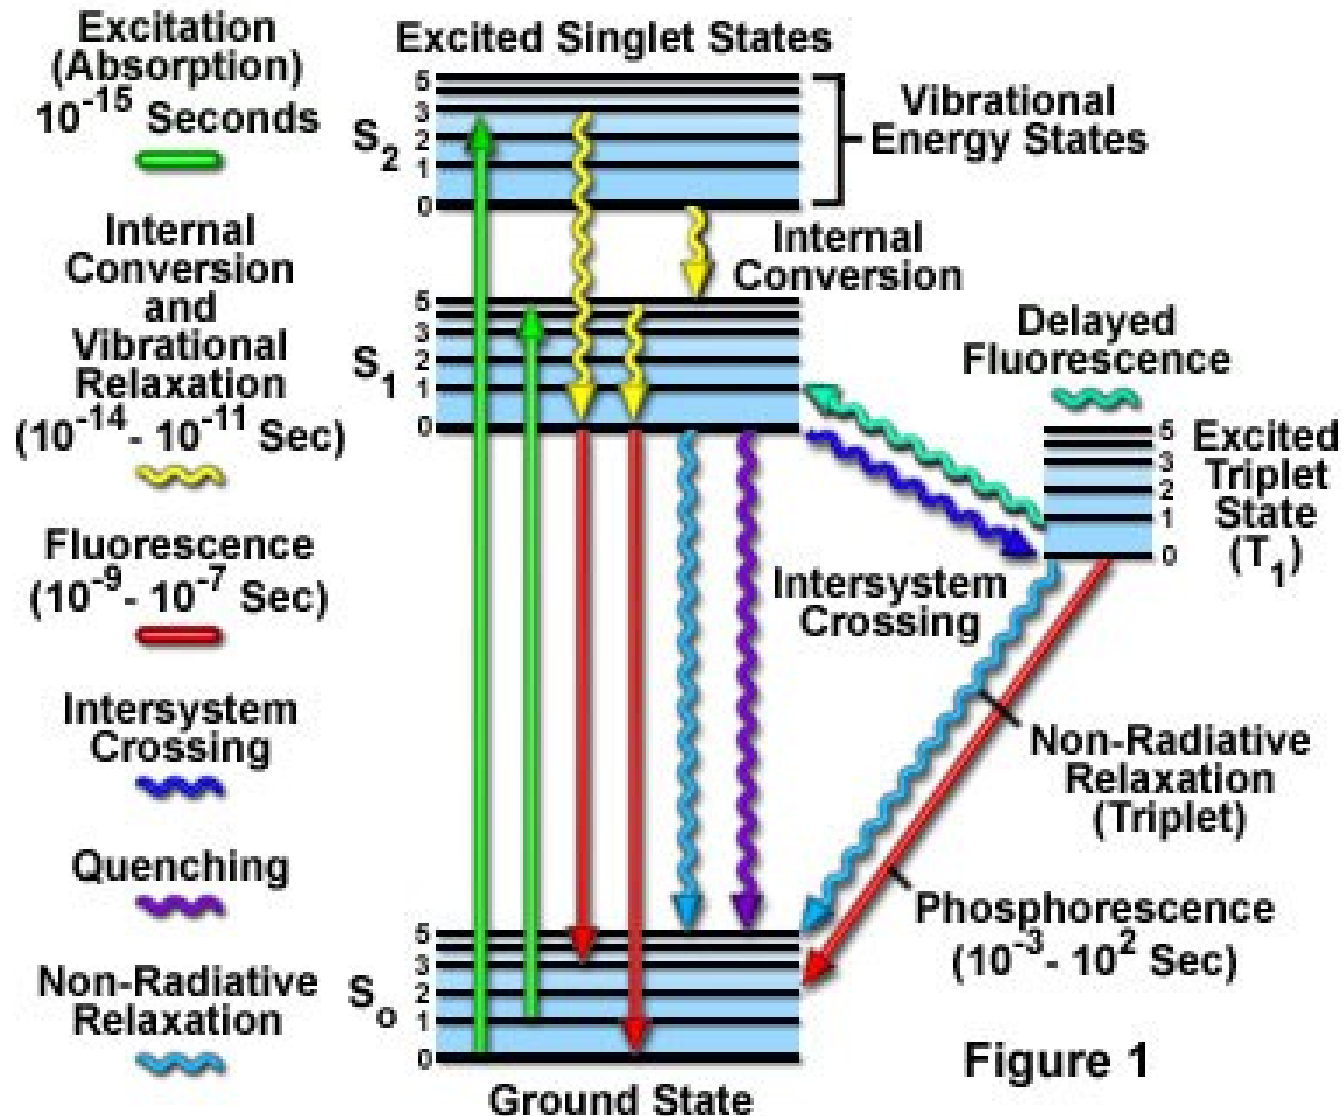 Excitation
(Absorption)
10⁻¹⁵ Seconds
Internal
Conversion
and
Vibrational
Relaxation
(10⁻¹⁴- 10⁻¹¹ Sec)
Fluorescence
(10⁻⁹- 10⁻⁷ Sec)
Intersystem
Crossing
Quenching
Non-Radiative
Relaxation
Excited Singlet States
S₂
5
3
2
1
0
Vibrational
Energy States
Internal
Conversion
S₁
5
3
2
1
0
Delayed
Fluorescence
5
3
2
1
0
Excited
Triplet
State
(T₁)
Intersystem
Crossing
Non-Radiative
Relaxation
(Triplet)
Phosphorescence
(10⁻³- 10² Sec)
S₀
5
3
2
1
0
Ground State
Figure 1